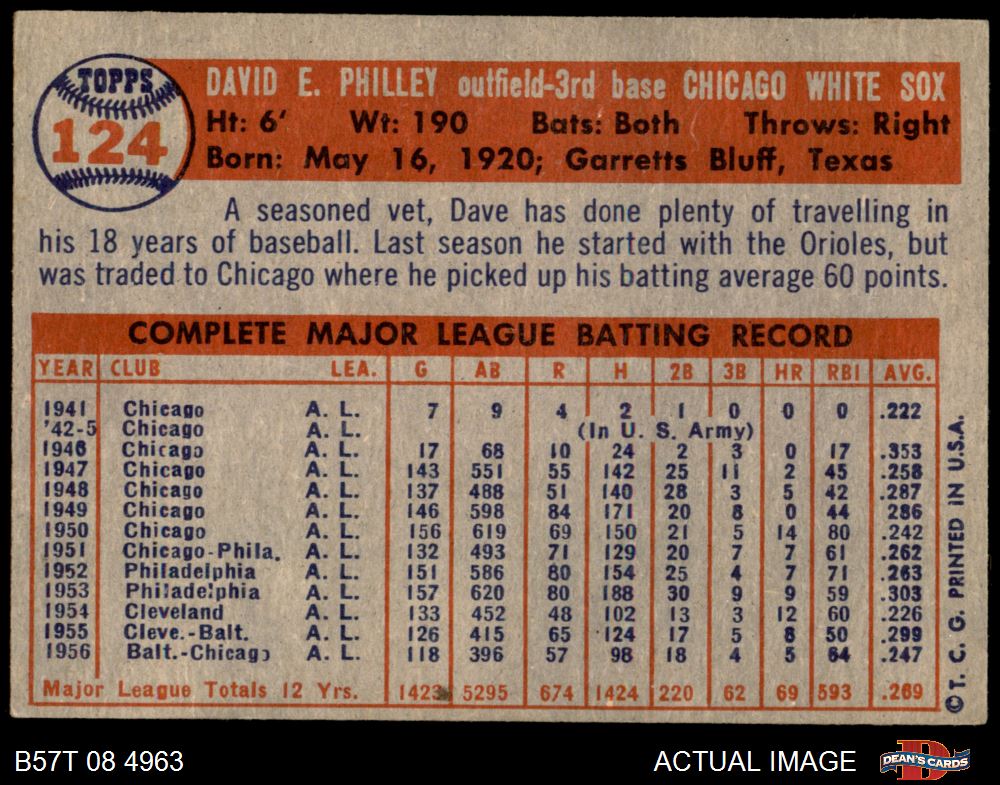 TOPPS
124
DAVID E. PHILLEY outfield-3rd base CHICAGO WHITE SOX
Ht: 6' Wt: 190 Bats: Both Throws: Right
Born: May 16, 1920; Garretts Bluff, Texas
A seasoned vet, Dave has done plenty of travelling in
his 18 years of baseball. Last season he started with the Orioles, but
was traded to Chicago where he picked up his batting average 60 points.
COMPLETE MAJOR LEAGUE BATTING RECORD
YEAR CLUB LEA. G AB R H 2B 3B HR RBI AVG.
1941 Chicago A. L. 7 9 4 2 1 0 0 0 .222
'42-5 Chicago A. L. (In U. S. Army)
1946 Chicago A. L. 17 68 10 24 2 3 0 17 .353
1947 Chicago A. L. 143 551 55 142 25 11 2 45 .258
1948 Chicago A. L. 137 488 51 140 28 3 5 42 .287
1949 Chicago A. L. 146 598 84 171 20 8 0 44 .286
1950 Chicago A. L. 156 619 69 150 21 5 14 80 .242
1951 Chicago-Phila. A. L. 132 493 71 129 20 7 7 61 .262
1952 Philadelphia A. L. 151 586 80 154 25 4 7 71 .263
1953 Philadelphia A. L. 157 620 80 188 30 9 9 59 .303
1954 Cleveland A. L. 133 452 48 102 13 3 12 60 .226
1955 Cleve.-Balt. A. L. 126 415 65 124 17 5 8 50 .299
1956 Balt.-Chicago A. L. 118 396 57 98 18 4 5 64 .247
Major League Totals 12 Yrs. 1423 5295 674 1424 220 62 69 593 .269
©T. C. G. PRINTED IN U.S.A.
B57T 08 4963
ACTUAL IMAGE
D
DEAN'S CARDS